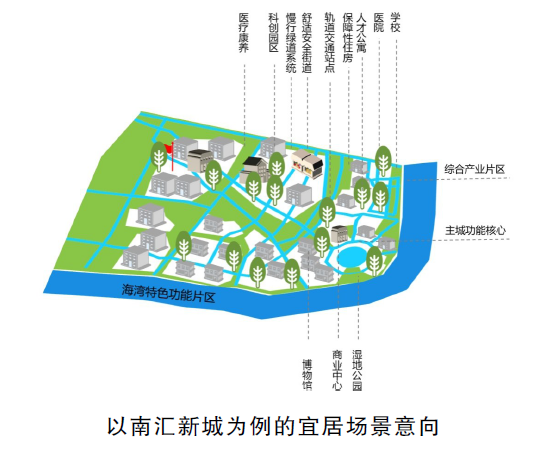 医疗康养
科创园区
慢行绿道系统
舒适安全街道
轨道交通站点
保障性住房
人才公寓
医院
学校
综合产业片区
主城功能核心
海湾特色功能片区
博物馆
商业中心
湿地公园
以南汇新城为例的宜居场景意向